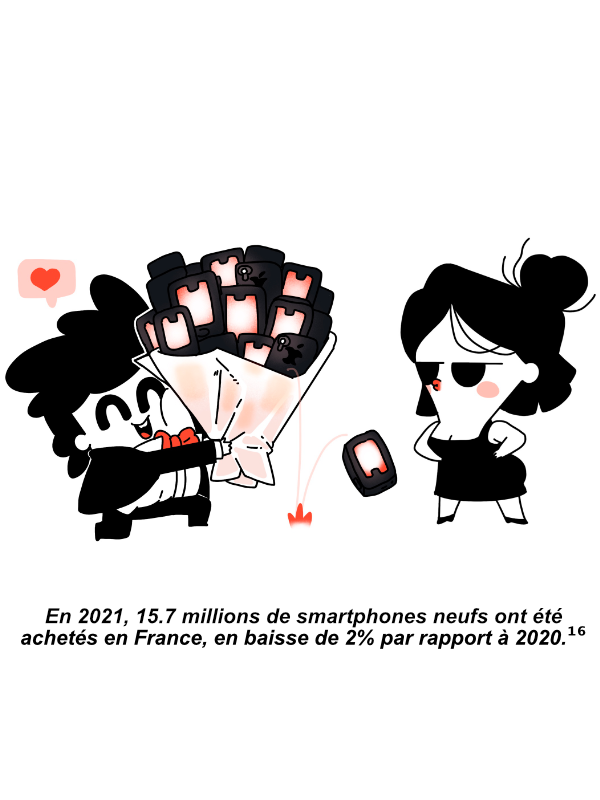 En 2021, 15.7 millions de smartphones neufs ont été
achetés en France, en baisse de 2% par rapport à 2020.¹⁶